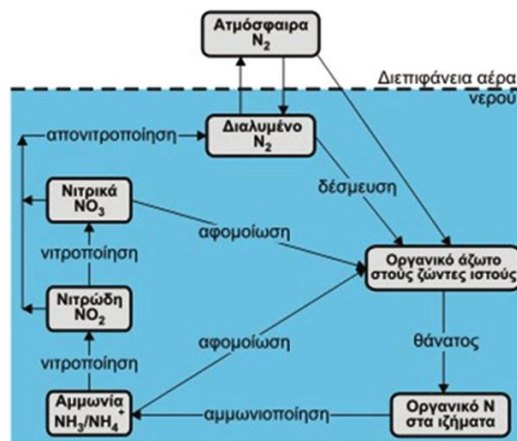 Ατμόσφαιρα
N₂
Διεπιφάνεια αέρα
νερού
απονιτροποίηση
Διαλυμένο
N₂
δέσμευση
Νιτρικά
NO₃
αφομοίωση
νιτροποίηση
Οργανικό άζωτο
στούς ζώντες ιστούς
Νιτρώδη
NO₂
αφομοίωση
θάνατος
νιτροποίηση
Αμμωνία
NH₃/NH₄⁺
αμμωνιοποίηση
Οργανικό Ν
στα ιζήματα